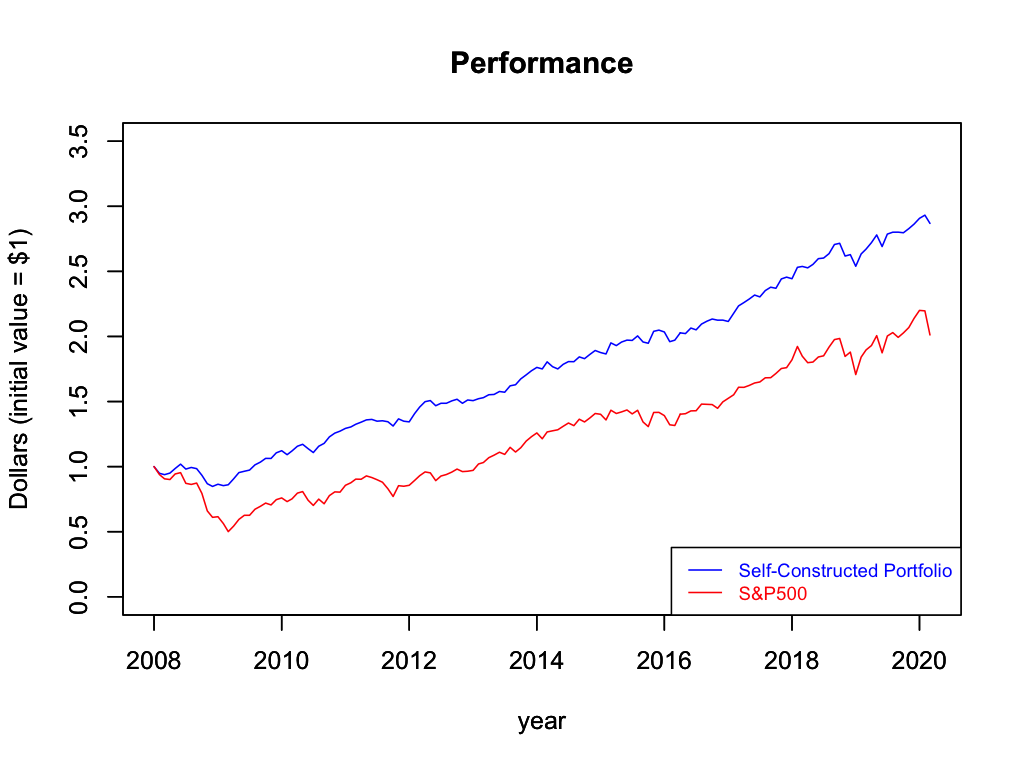 Performance
Dollars (initial value = $1)
3.5
3.0
2.5
2.0
1.5
1.0
0.5
0.0
Self-Constructed Portfolio
S&P500
2008 2010 2012 2014 2016 2018 2020
year